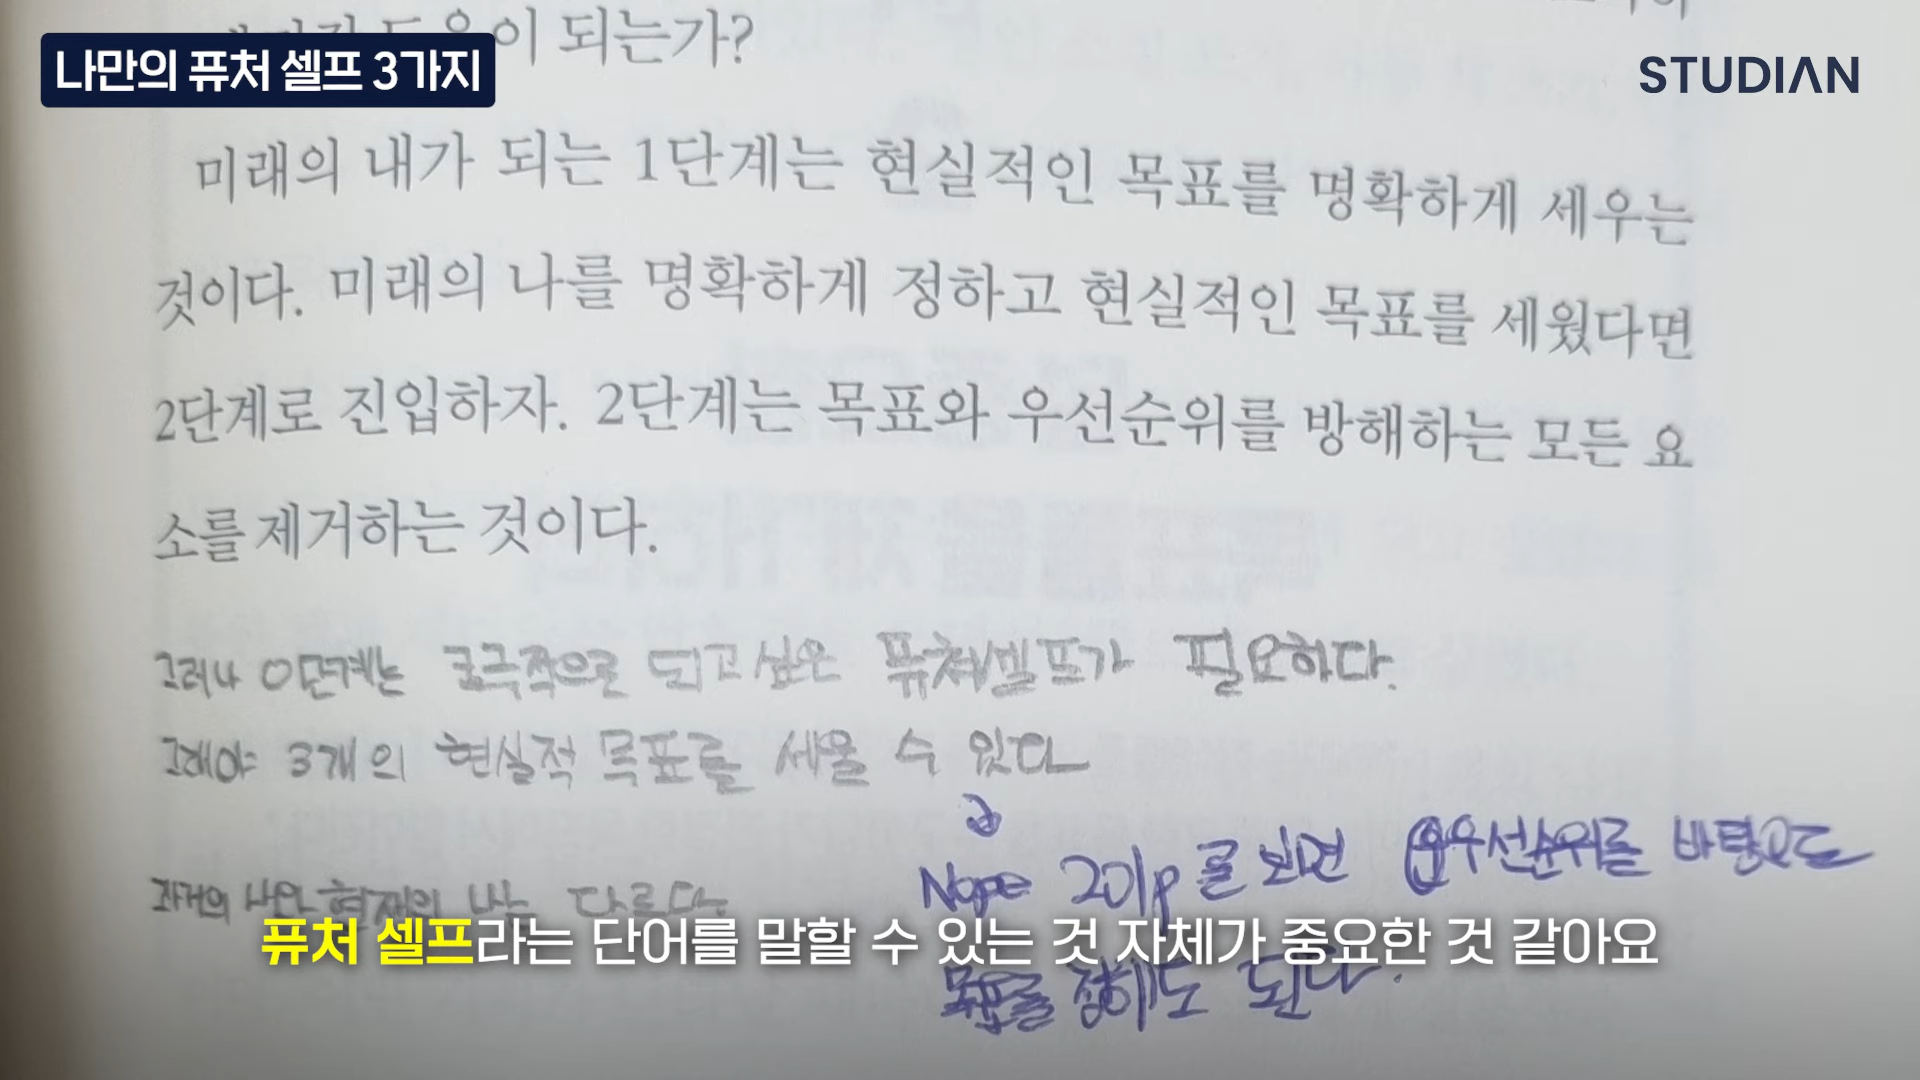 되는가?
나만의 퓨처 셀프 3가지
STUDIAN
미래의 내가 되는 1단계는 현실적인 목표를 명확하게 세우는
것이다. 미래의 나를 명확하게 정하고 현실적인 목표를 세웠다면
2단계로 진입하자. 2단계는 목표와 우선순위를 방해하는 모든 요
소를 제거하는 것이다.
그러나 0단계는 궁극적으로 되고싶은 퓨처셀프가 필요하다.
그래야 3개의 현실적 목표를 세울 수 있다
Nope 201p를 보면 우선순위를 바탕으로
과거의 나와 현재의 나는 다르다.
퓨처 셀프라는 단어를 말할 수 있는 것 자체가 중요한 것 같아요
목표를 정해도 된다.